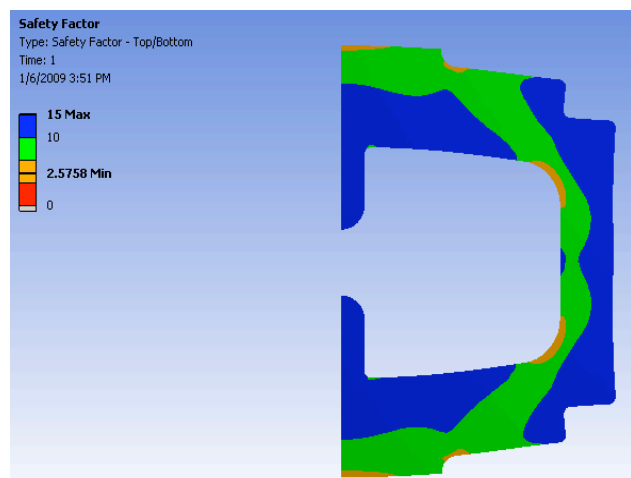 Safety Factor
Type: Safety Factor - Top/Bottom
Time: 1
1/6/2009 3:51 PM
15 Max
10
2.5758 Min
0